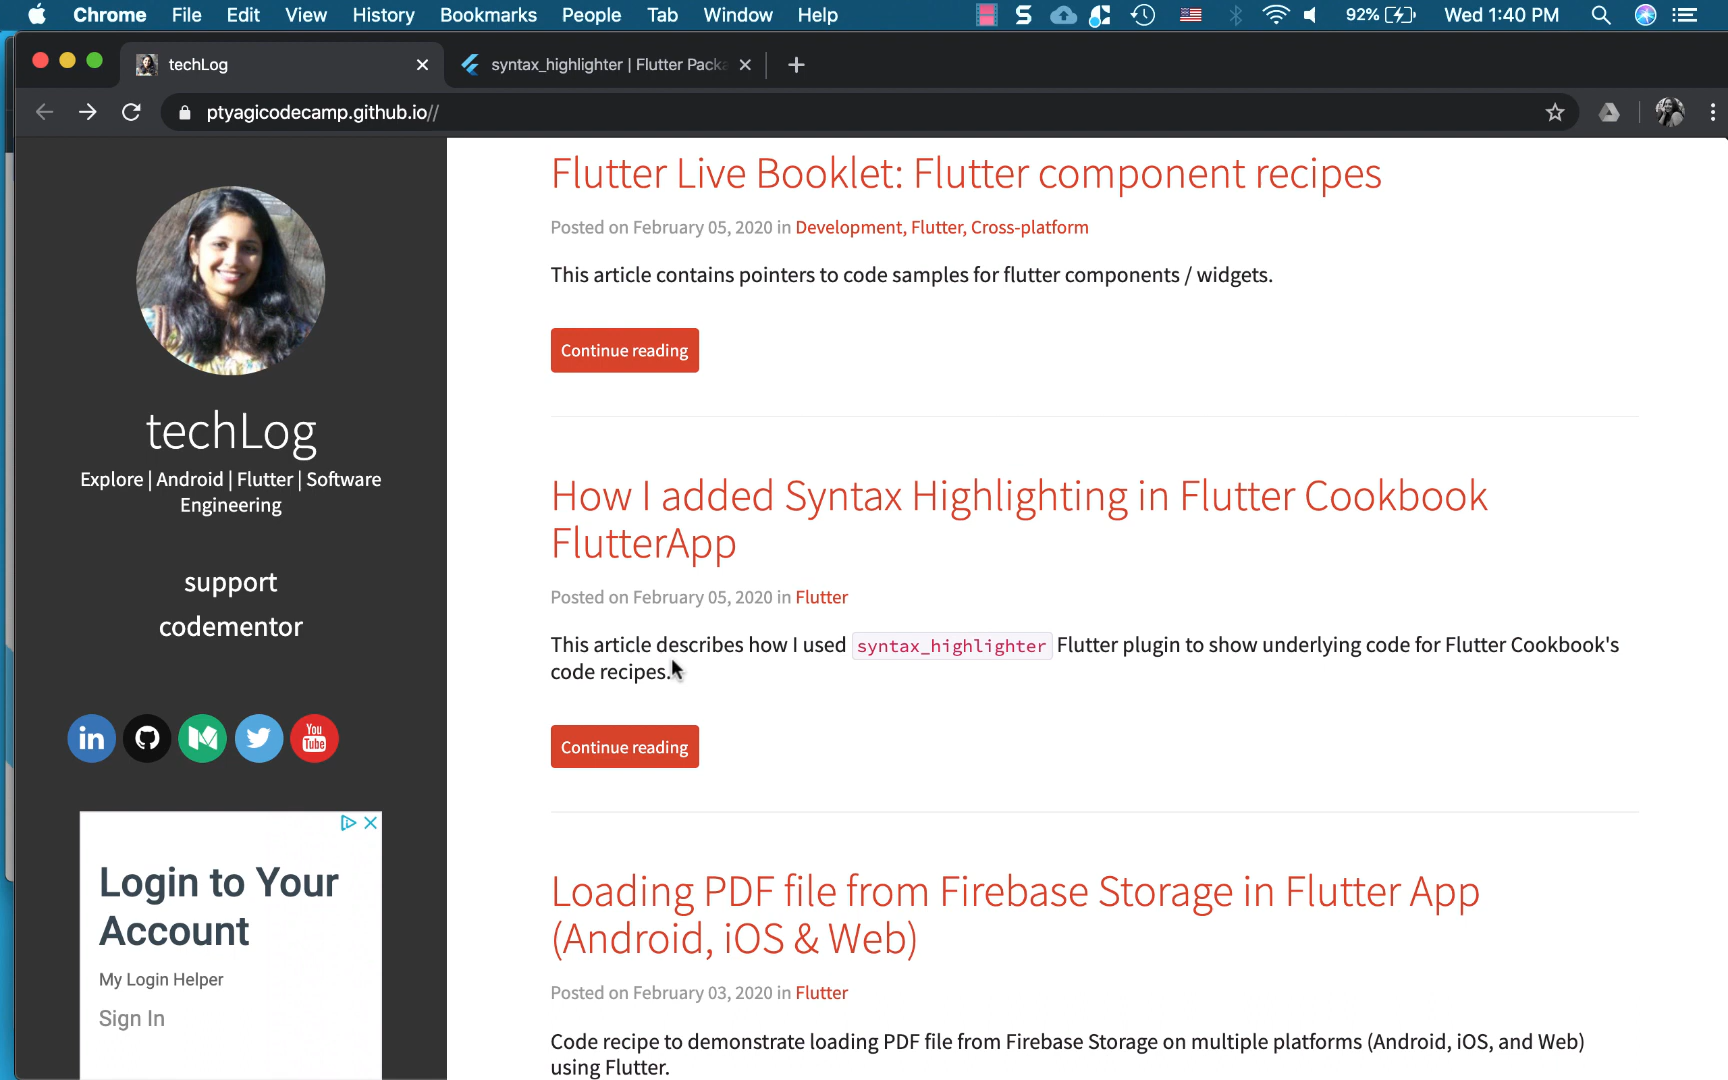 Chrome File Edit View History Bookmarks People Tab Window Help 92% Wed 1:40 PM
techLog syntax_highlighter | Flutter Packa
ptyagicodecamp.github.io//
techLog
Explore | Android | Flutter | Software
Engineering
support
codementor
in
You
Tube
Login to Your
Account
My Login Helper
Sign In
Flutter Live Booklet: Flutter component recipes
Posted on February 05, 2020 in Development, Flutter, Cross-platform
This article contains pointers to code samples for flutter components / widgets.
Continue reading
How I added Syntax Highlighting in Flutter Cookbook
FlutterApp
Posted on February 05, 2020 in Flutter
This article describes how I used syntax_highlighter Flutter plugin to show underlying code for Flutter Cookbook's
code recipes.
Continue reading
Loading PDF file from Firebase Storage in Flutter App
(Android, iOS & Web)
Posted on February 03, 2020 in Flutter
Code recipe to demonstrate loading PDF file from Firebase Storage on multiple platforms (Android, iOS, and Web)
using Flutter.